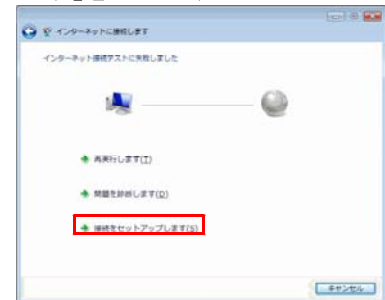 インターネットに接続します
インターネット接続テストに失敗しました
再実行します(I)
問題を診断します(D)
接続をセットアップします(S)
キャンセル